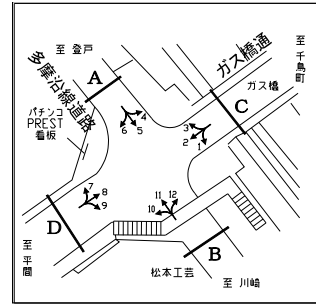 至 登戸
多摩沿線道路
A
ガス橋通
至 千鳥町
ガス橋
C
パチンコ
PREST
看板
4
5
6
3
2
1
7
8
9
11 12
10
D
至 平間
B
松本工芸
至 川崎